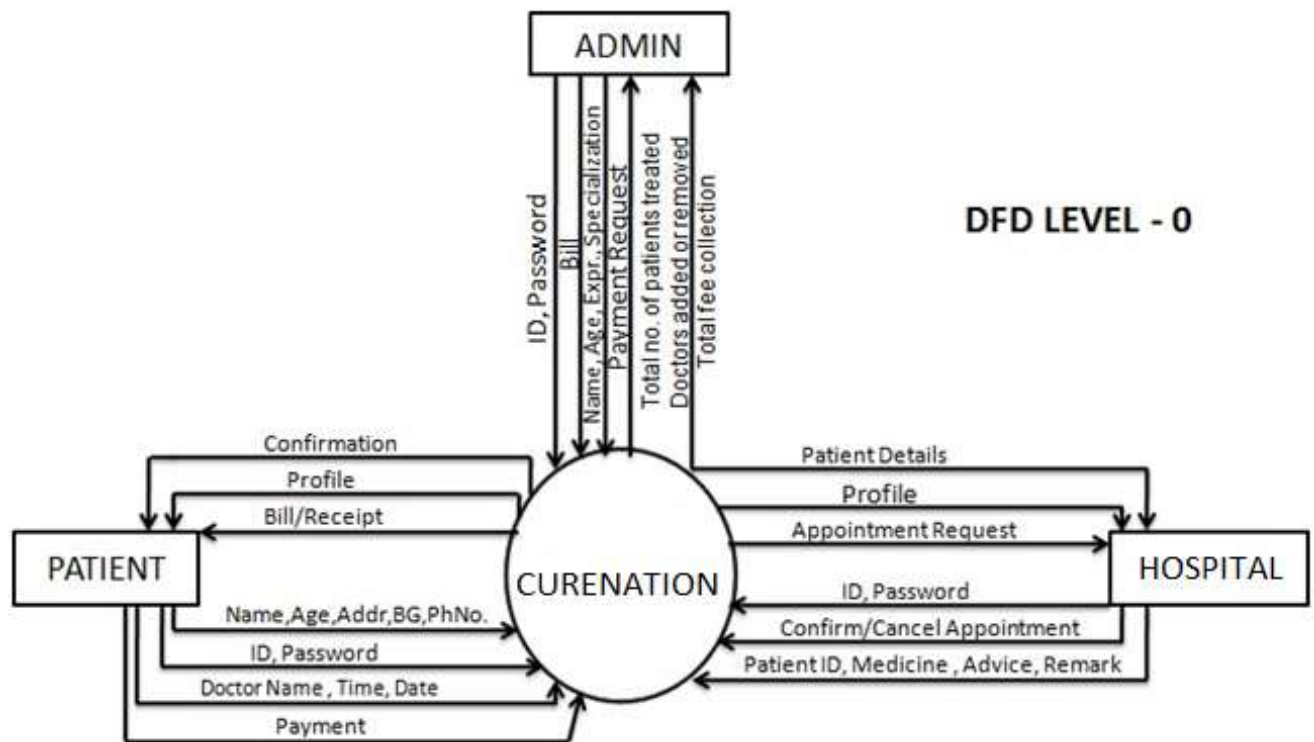 ADMIN
ID, Password
Bill
Name, Age, Expr., Specialization
Payment Request
Total no. of patients treated
Doctors added or removed
Total fee collection
DFD LEVEL - 0
Confirmation
Profile
Bill/Receipt
PATIENT
Name,Age,Addr,BG,PhNo.
ID, Password
Doctor Name , Time, Date
Payment
CURENATION
Patient Details
Profile
Appointment Request
HOSPITAL
ID, Password
Confirm/Cancel Appointment
Patient ID, Medicine , Advice, Remark